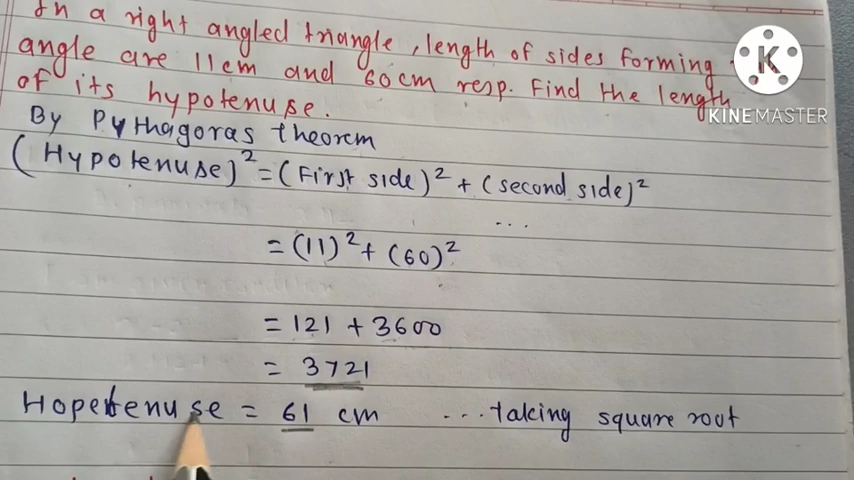 In a right angled triangle, length of sides forming
angle are 11cm and 60cm resp. Find the length
of its hypotenuse.
K
KINEMASTER
By Pythagoras theorem
(Hypotenuse)² = (First side)² + (second side)²
...
= (11)² + (60)²
= 121 + 3600
= 3721
Hopetenuse = 61 cm ...taking square root